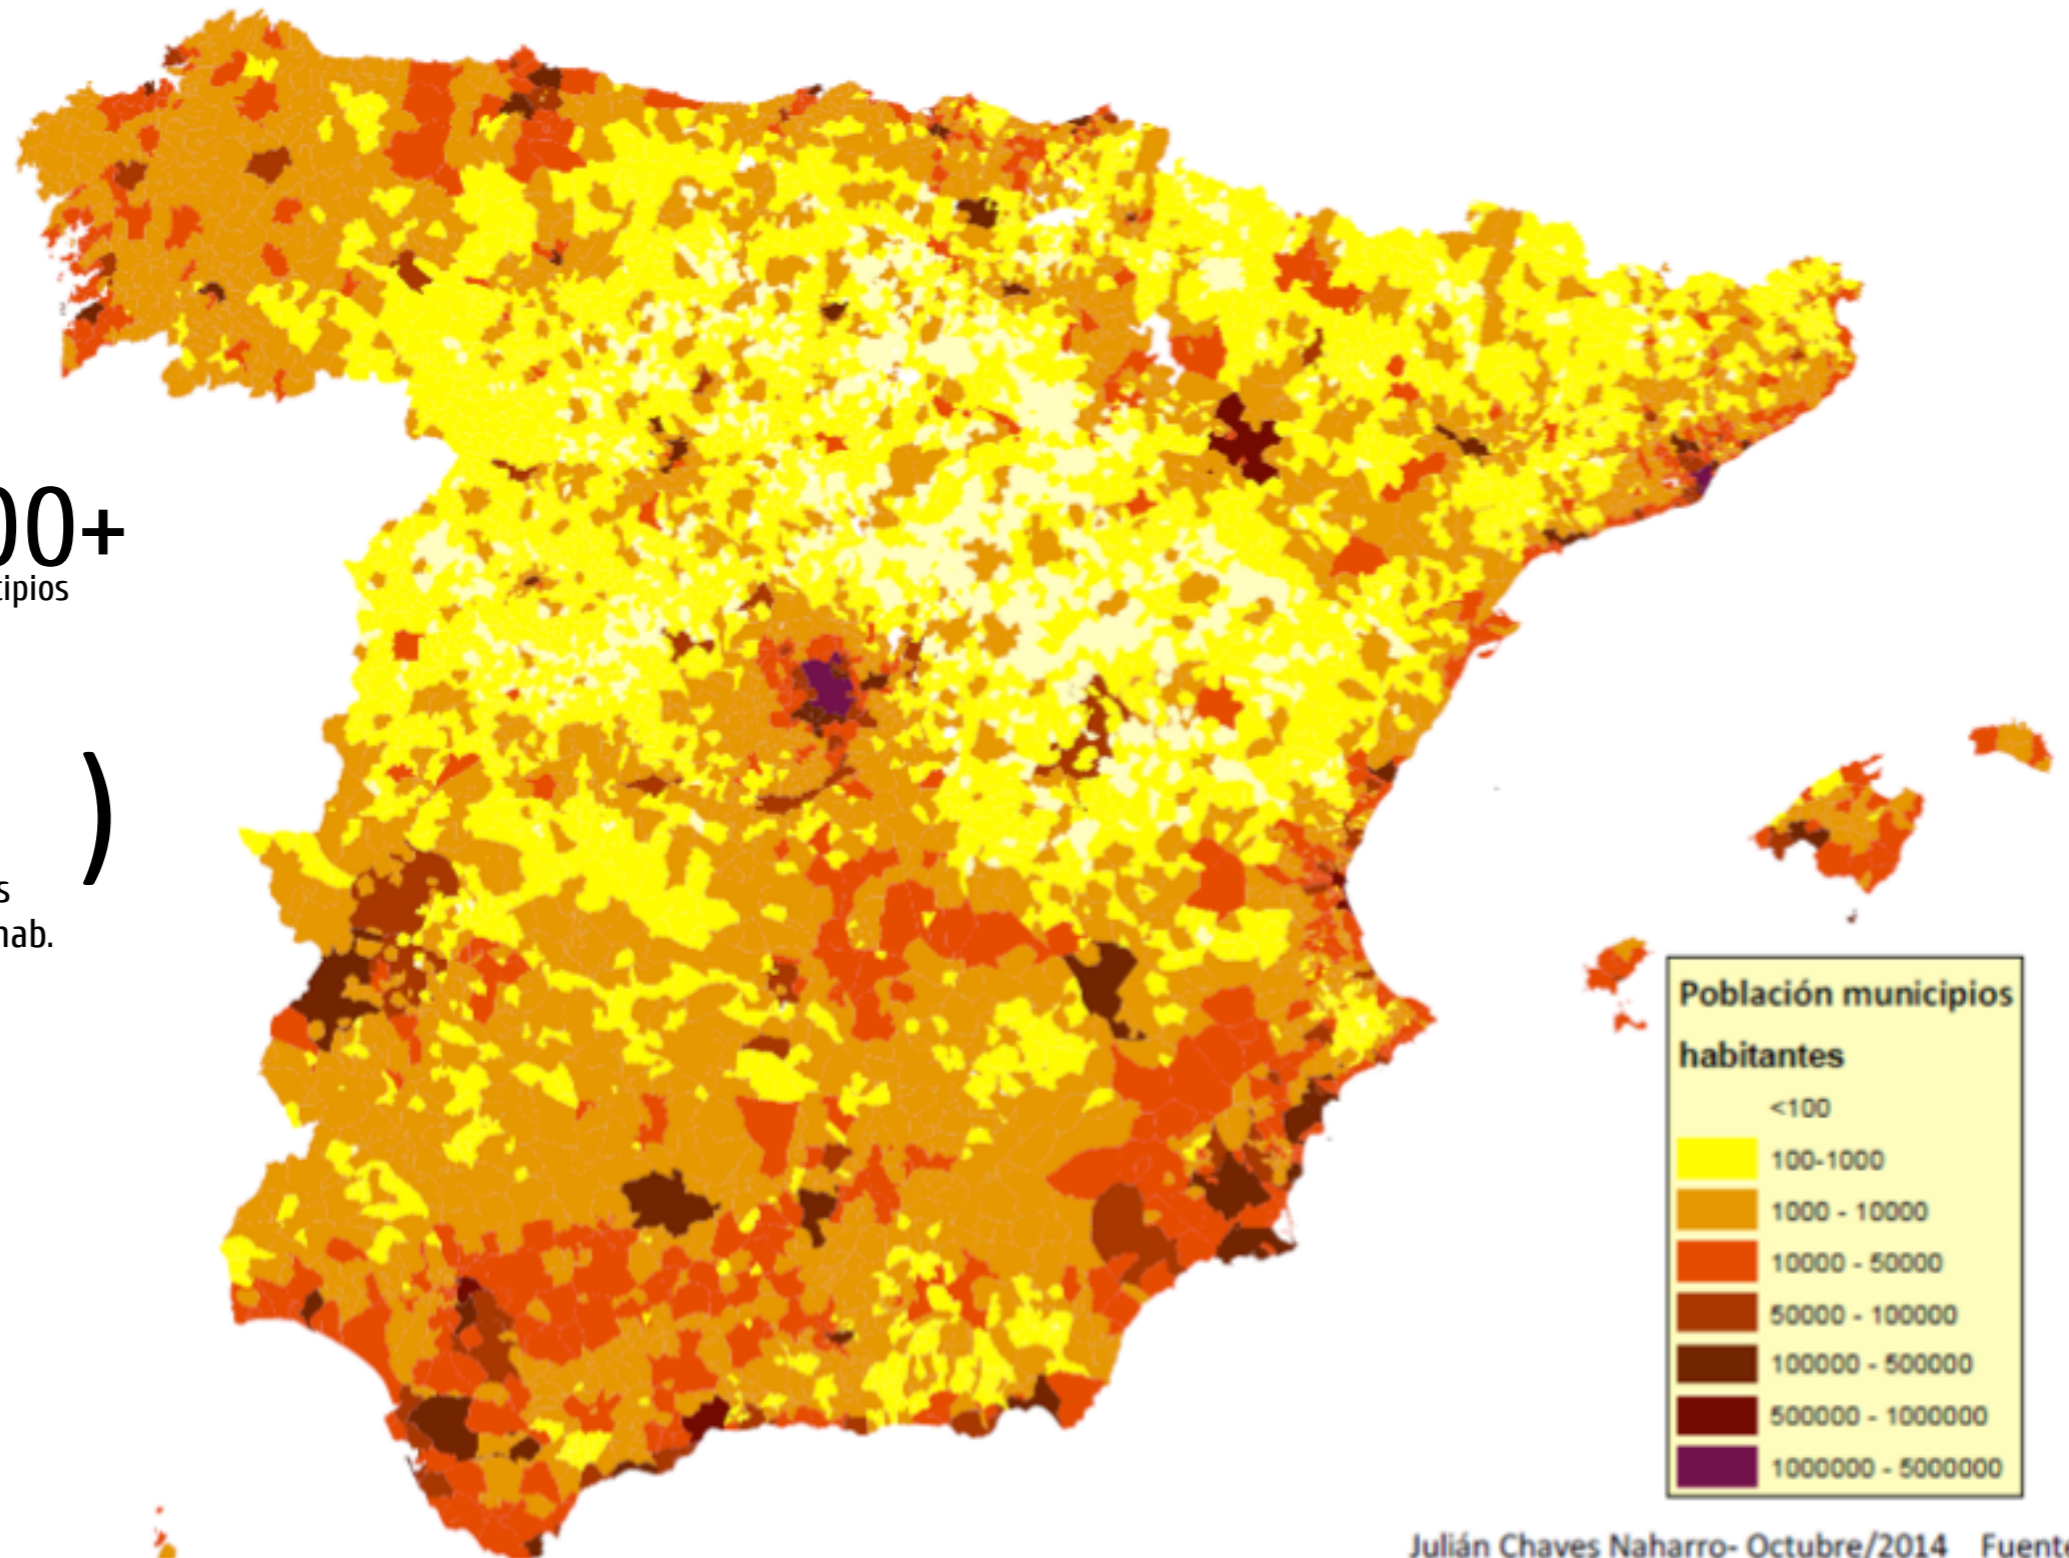 00+
cipios
)
s
hab.
Población municipios
habitantes
<100
100-1000
1000 - 10000
10000 - 50000
50000 - 100000
100000 - 500000
500000 - 1000000
1000000 - 5000000
Julián Chaves Naharro- Octubre/2014 Fuent